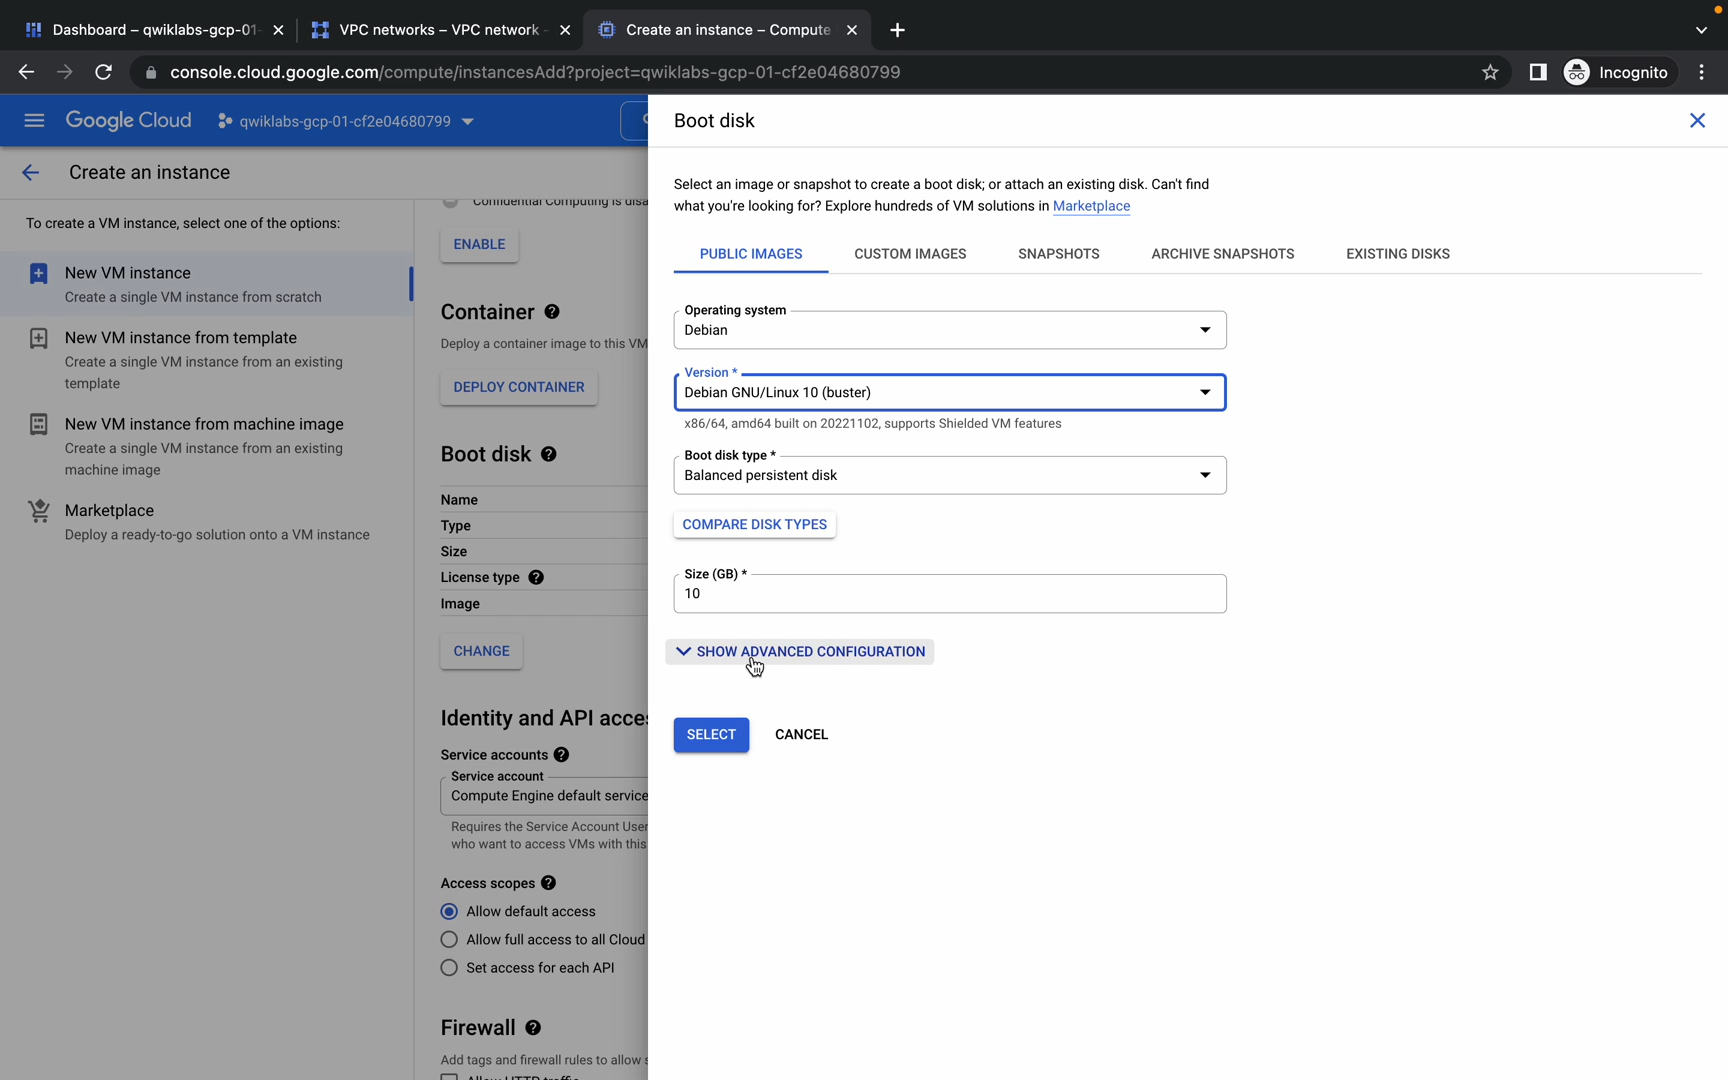 Dashboard – qwiklabs-gcp-01-
VPC networks – VPC network -
Create an instance – Compute
console.cloud.google.com/compute/instancesAdd?project=qwiklabs-gcp-01-cf2e04680799
Incognito
Google Cloud
qwiklabs-gcp-01-cf2e04680799
Create an instance
To create a VM instance, select one of the options:
New VM instance
Create a single VM instance from scratch
New VM instance from template
Create a single VM instance from an existing
template
New VM instance from machine image
Create a single VM instance from an existing
machine image
Marketplace
Deploy a ready-to-go solution onto a VM instance
Confidential Computing is disa
ENABLE
Container
Deploy a container image to this VM
DEPLOY CONTAINER
Boot disk
Name
Type
Size
License type
Image
CHANGE
Identity and API acces
Service accounts
Service account
Compute Engine default service
Requires the Service Account User
who want to access VMs with this
Access scopes
Allow default access
Allow full access to all Cloud
Set access for each API
Firewall
Add tags and firewall rules to allow s
Allow HTTP traffic
Boot disk
Select an image or snapshot to create a boot disk; or attach an existing disk. Can't find
what you're looking for? Explore hundreds of VM solutions in Marketplace
PUBLIC IMAGES
CUSTOM IMAGES
SNAPSHOTS
ARCHIVE SNAPSHOTS
EXISTING DISKS
Operating system
Debian
Version *
Debian GNU/Linux 10 (buster)
x86/64, amd64 built on 20221102, supports Shielded VM features
Boot disk type *
Balanced persistent disk
COMPARE DISK TYPES
Size (GB) *
10
SHOW ADVANCED CONFIGURATION
SELECT
CANCEL